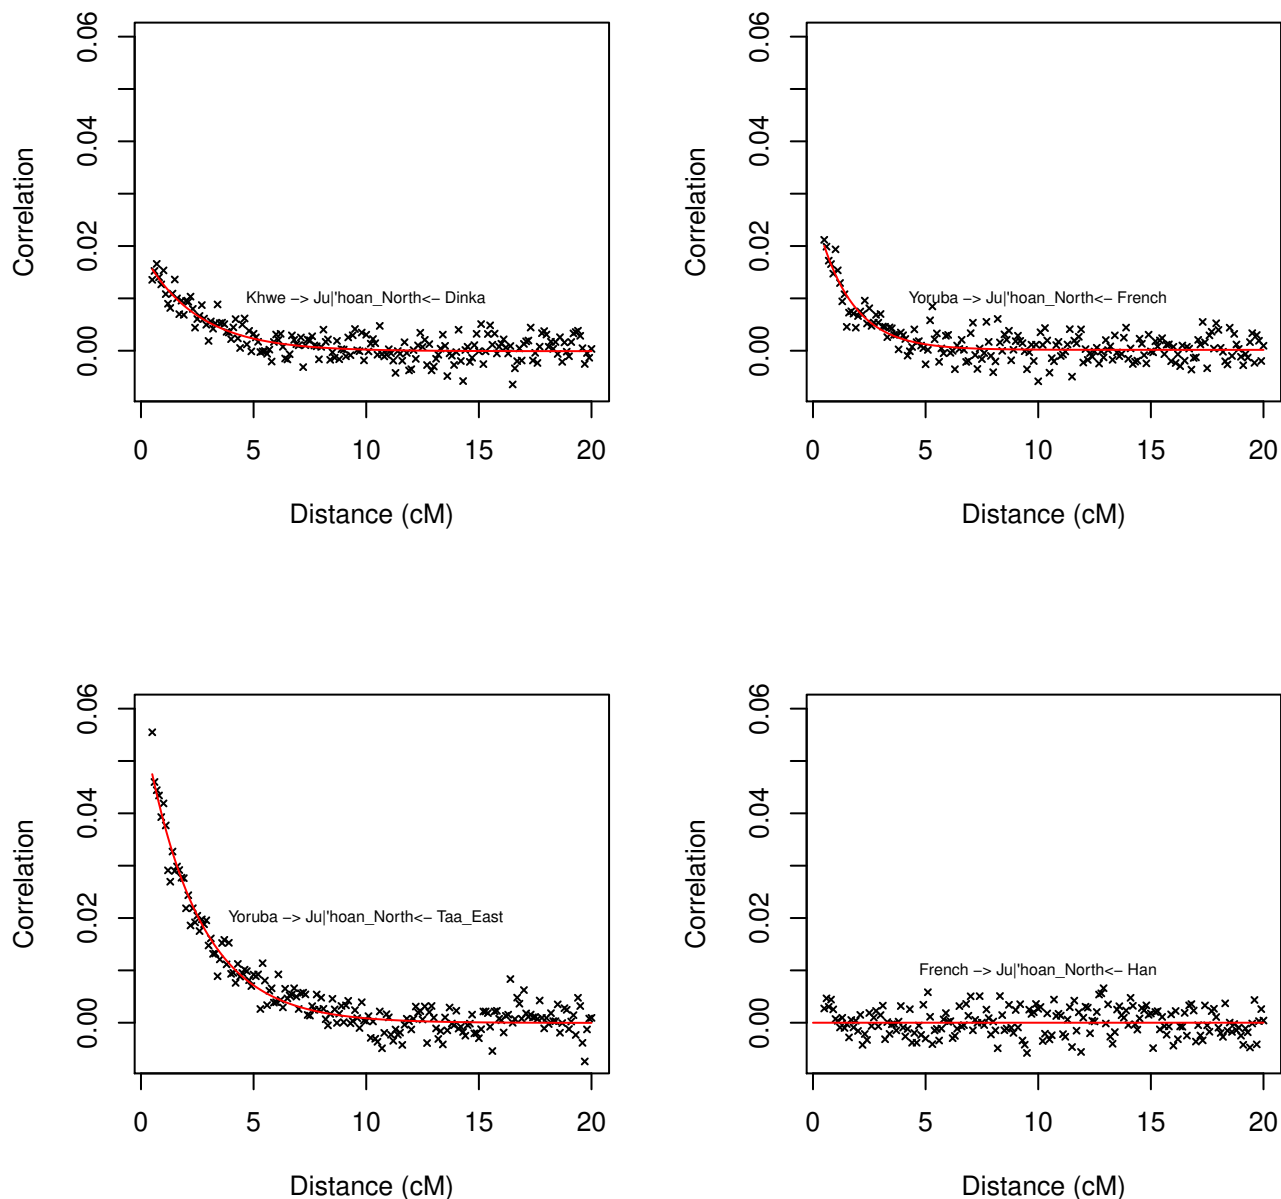 0.06
0.04
0.02
0.00
Correlation
Khwe −> Ju|'hoan_North<− Dinka
0 5 10 15 20
Distance (cM)
0.06
0.04
0.02
0.00
Correlation
Yoruba −> Ju|'hoan_North<− French
0 5 10 15 20
Distance (cM)
0.06
0.04
0.02
0.00
Correlation
Yoruba −> Ju|'hoan_North<− Taa_East
0 5 10 15 20
Distance (cM)
0.06
0.04
0.02
0.00
Correlation
French −> Ju|'hoan_North<− Han
0 5 10 15 20
Distance (cM)